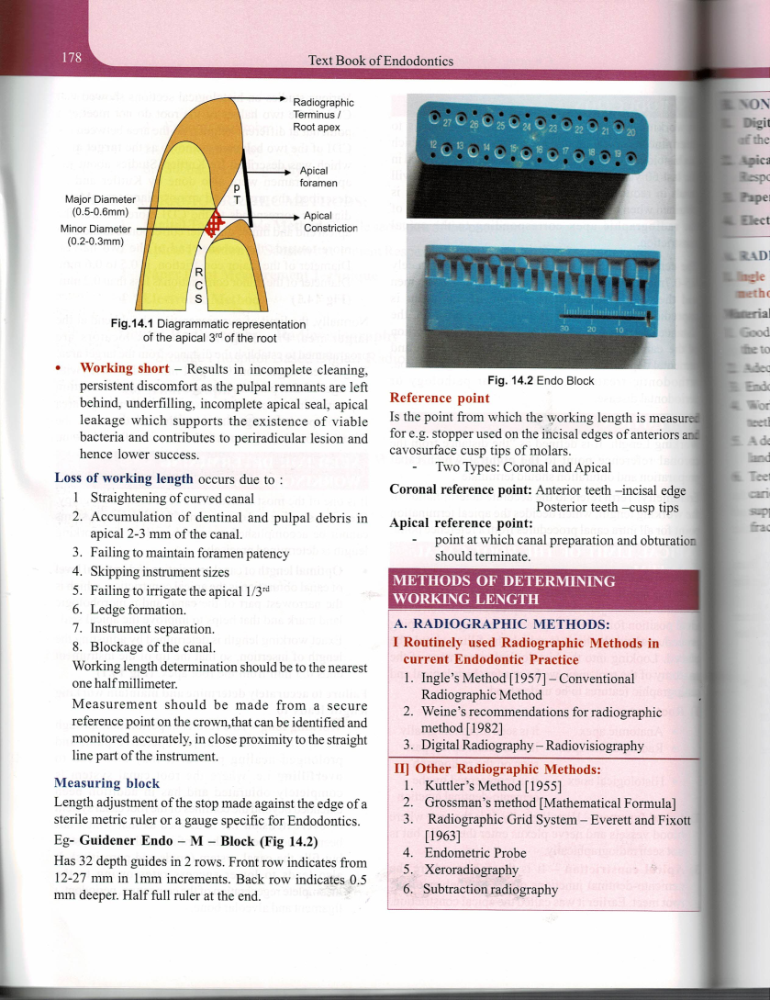 178
Text Book of Endodontics
Radiographic
Terminus /
Root apex
Apical
foramen
Apical
Constriction
Major Diameter
(0.5-0.6mm)
Minor Diameter
(0.2-0.3mm)
p
T
R
C
S
Fig.14.1 Diagrammatic representation
of the apical 3rd of the root
• Working short – Results in incomplete cleaning,
persistent discomfort as the pulpal remnants are left
behind, underfilling, incomplete apical seal, apical
leakage which supports the existence of viable
bacteria and contributes to periradicular lesion and
hence lower success.
Loss of working length occurs due to :
1 Straightening of curved canal
2. Accumulation of dentinal and pulpal debris in
apical 2-3 mm of the canal.
3. Failing to maintain foramen patency
4. Skipping instrument sizes
5. Failing to irrigate the apical 1/3rd
6. Ledge formation.
7. Instrument separation.
8. Blockage of the canal.
Working length determination should be to the nearest
one half millimeter.
Measurement should be made from a secure
reference point on the crown,that can be identified and
monitored accurately, in close proximity to the straight
line part of the instrument.
Measuring block
Length adjustment of the stop made against the edge of a
sterile metric ruler or a gauge specific for Endodontics.
Eg- Guidener Endo – M – Block (Fig 14.2)
Has 32 depth guides in 2 rows. Front row indicates from
12-27 mm in 1mm increments. Back row indicates 0.5
mm deeper. Half full ruler at the end.
27 26 25 24 23 22 21 20
12 13 14 15 16 17 18 19
30 20 10
Fig. 14.2 Endo Block
Reference point
Is the point from which the working length is measured
for e.g. stopper used on the incisal edges of anteriors and
cavosurface cusp tips of molars.
- Two Types: Coronal and Apical
Coronal reference point: Anterior teeth –incisal edge
Posterior teeth –cusp tips
Apical reference point:
- point at which canal preparation and obturation
should terminate.
METHODS OF DETERMINING
WORKING LENGTH
A. RADIOGRAPHIC METHODS:
I Routinely used Radiographic Methods in
current Endodontic Practice
1. Ingle's Method [1957] – Conventional
Radiographic Method
2. Weine's recommendations for radiographic
method [1982]
3. Digital Radiography – Radiovisiography
II] Other Radiographic Methods:
1. Kuttler's Method [1955]
2. Grossman's method [Mathematical Formula]
3. Radiographic Grid System – Everett and Fixott
[1963]
4. Endometric Probe
5. Xeroradiography
6. Subtraction radiography